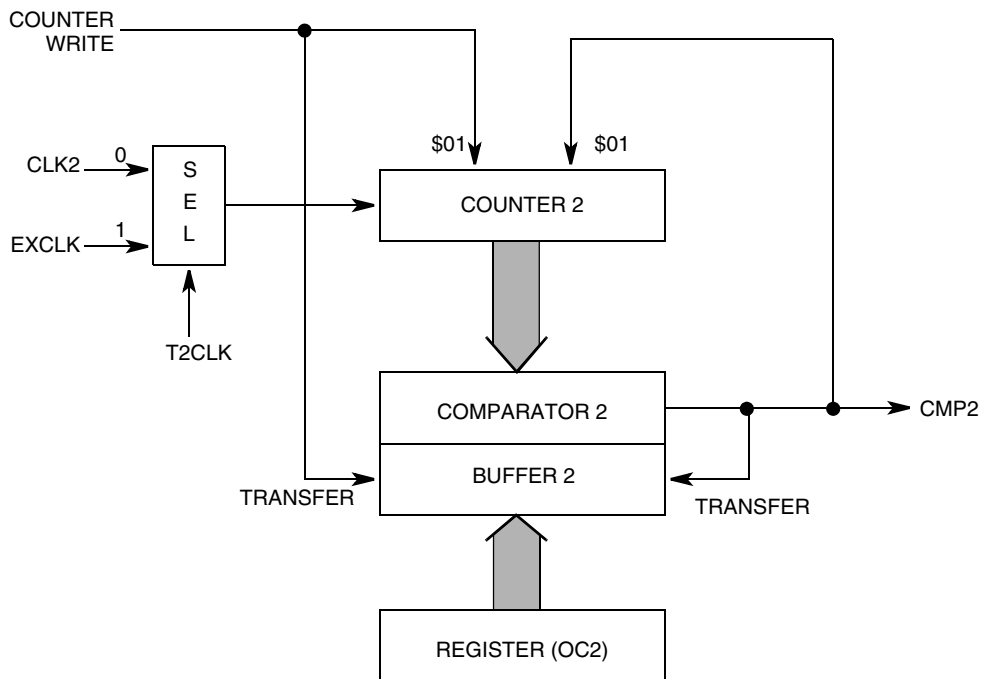 COUNTER
WRITE
$01
$01
CLK2
0
S
E
L
COUNTER 2
EXCLK
1
T2CLK
COMPARATOR 2
CMP2
BUFFER 2
TRANSFER
TRANSFER
REGISTER (OC2)